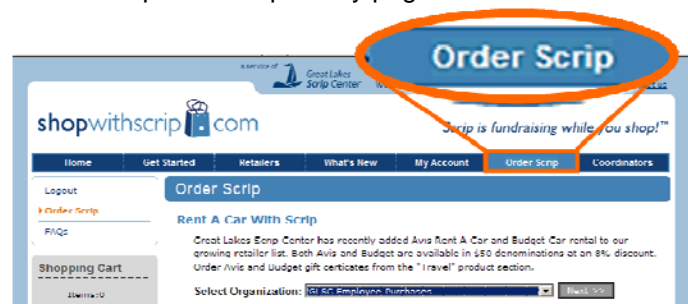 Order Scrip
a service of Great Lakes Scrip Center
shopwithscrip.com
Scrip is fundraising while you shop!™
Home Get Started Retailers What's New My Account Order Scrip Coordinators
Logout
Order Scrip
FAQs
Shopping Cart
Items:0
Order Scrip
Rent A Car With Scrip
Great Lakes Scrip Center has recently added Avis Rent A Car and Budget Car rental to our
growing retailer list. Both Avis and Budget are available in $50 denominations at an 8% discount.
Order Avis and Budget gift certicates from the "Travel" product
section.
Select Organization: GLSC Employee Purchases Next >>